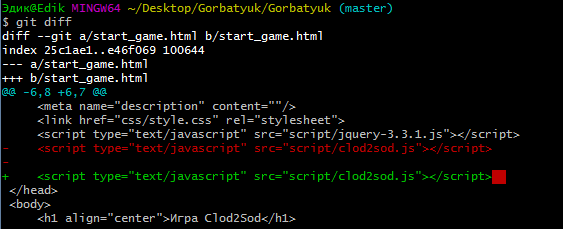 Эдик@Edik MINGW64 ~/Desktop/Gorbatyuk/Gorbatyuk (master)
$ git diff
diff --git a/start_game.html b/start_game.html
index 25c1ae1..e46f069 100644
--- a/start_game.html
+++ b/start_game.html
@@ -6,8 +6,7 @@
    <meta name="description" content=""/>
    <link href="css/style.css" rel="stylesheet">
    <script type="text/javascript" src="script/jquery-3.3.1.js"></script>
-   <script type="text/javascript" src="script/clod2sod.js"></script>
-
+   <script type="text/javascript" src="script/clod2sod.js"></script>
 </head>
 <body>
    <h1 align="center">Игра Clod2Sod</h1>